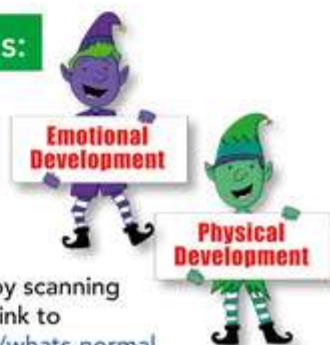 s:
Emotional
Development
Physical
Development
by scanning
ink to
/whats-normal